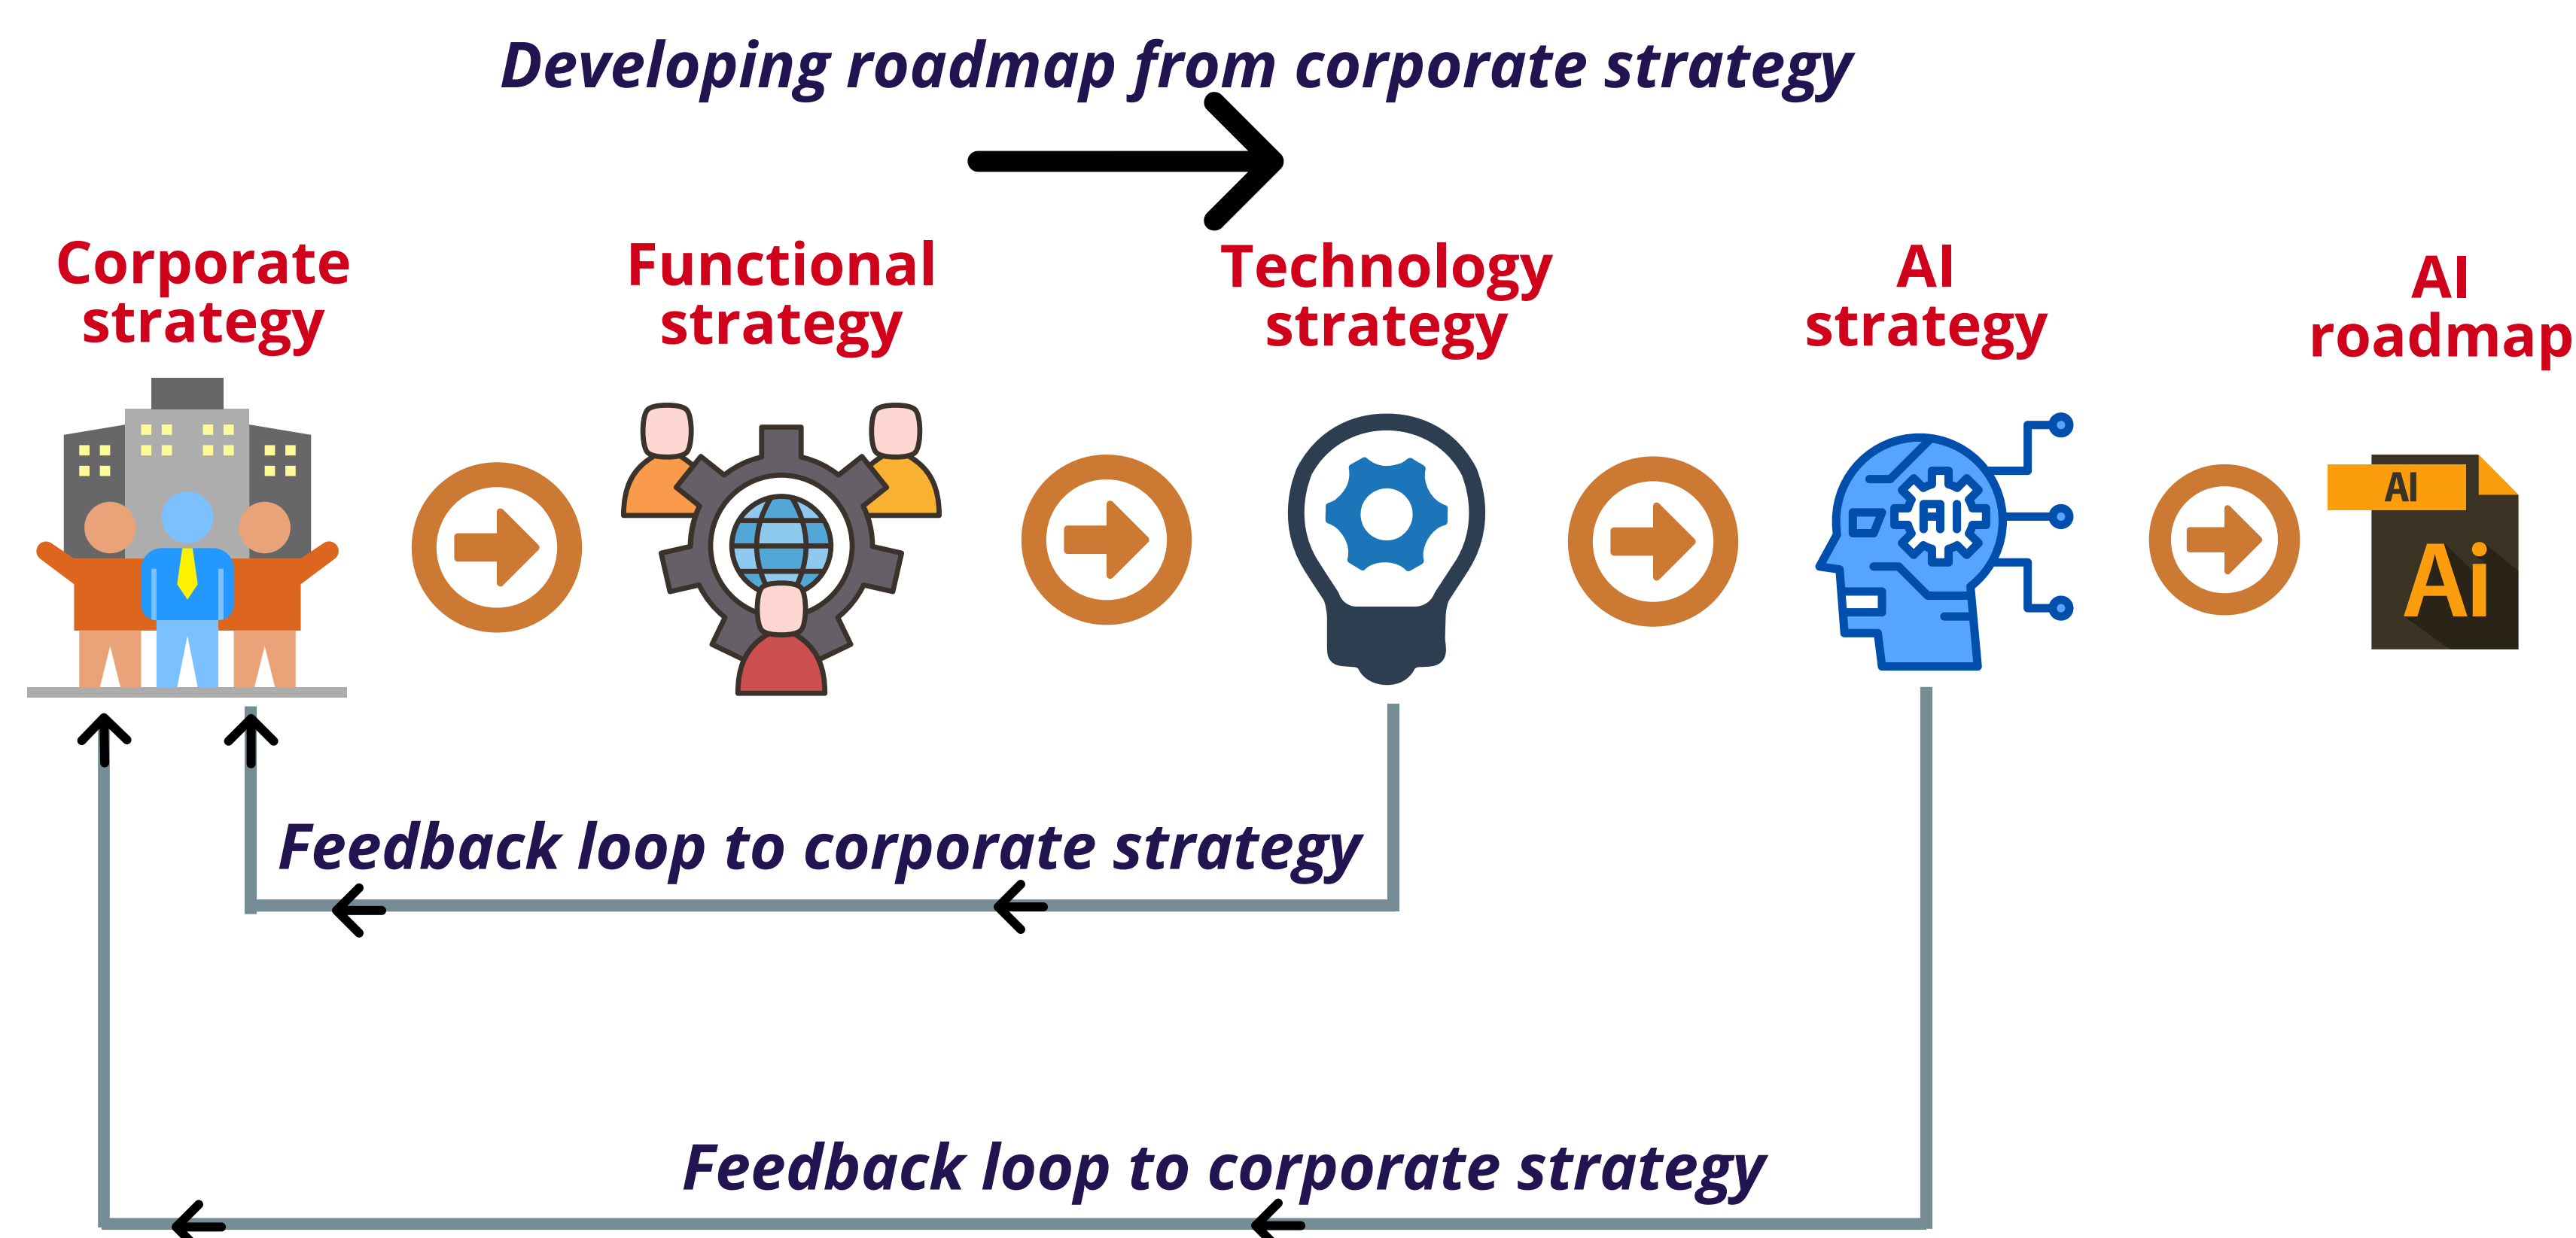 Developing roadmap from corporate strategy
Corporate
strategy
Functional
strategy
Technology
strategy
AI
strategy
AI
roadmap
AI
AI
Ai
Feedback loop to corporate strategy
Feedback loop to corporate strategy